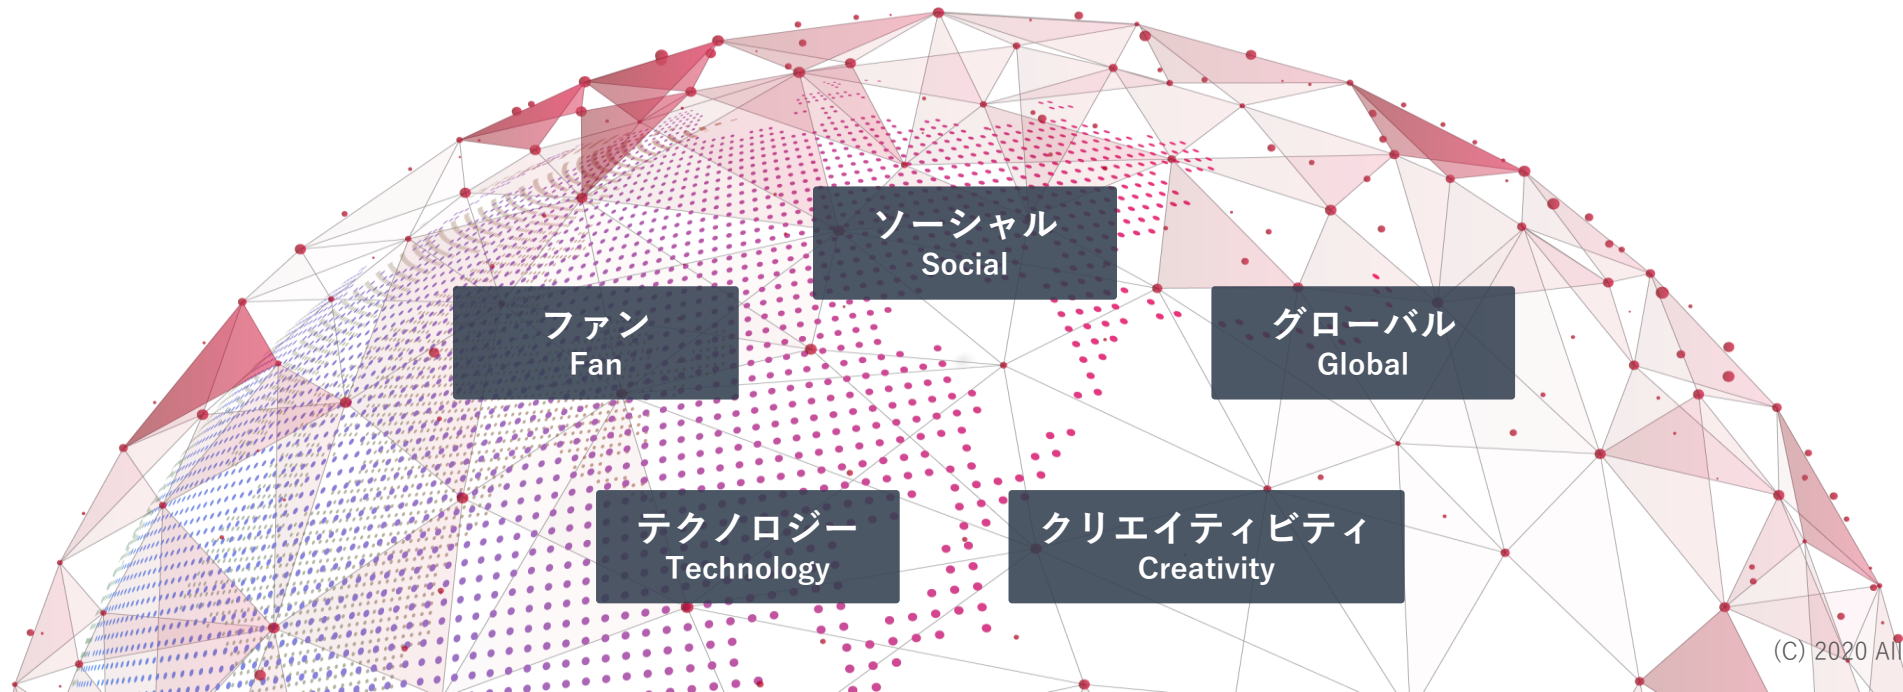 ソーシャル
Social
ファン
Fan
グローバル
Global
テクノロジー
Technology
クリエイティビティ
Creativity
(C) 2020 All